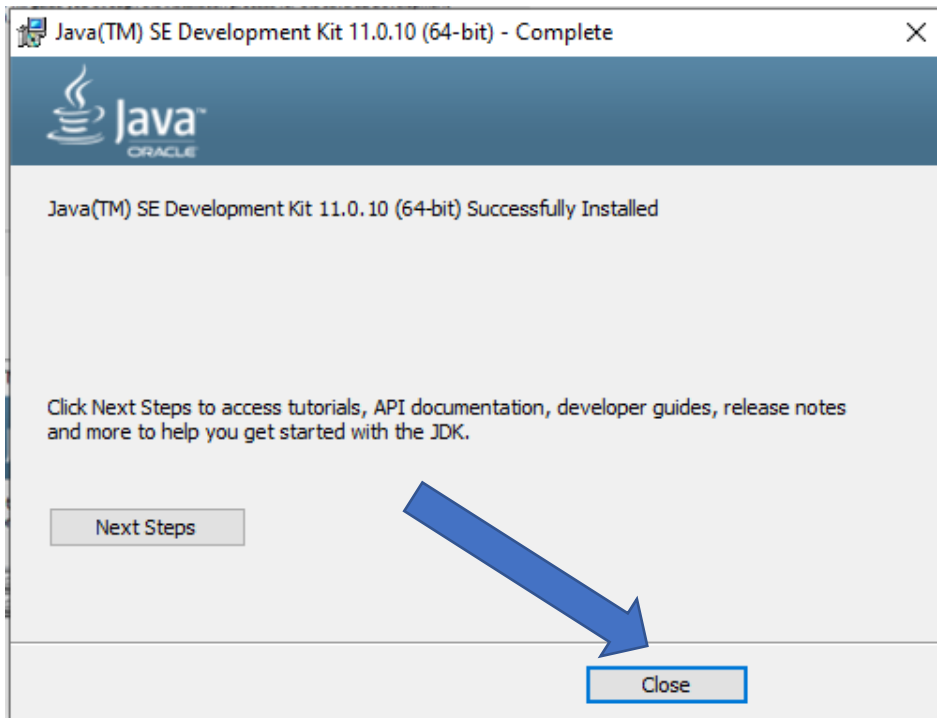 Java(TM) SE Development Kit 11.0.10 (64-bit) - Complete
Java™
ORACLE
Java(TM) SE Development Kit 11.0.10 (64-bit) Successfully Installed
Click Next Steps to access tutorials, API documentation, developer guides, release notes
and more to help you get started with the JDK.
Next Steps
Close